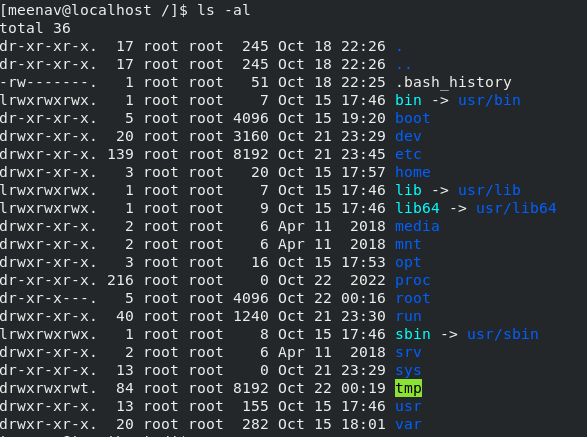 [meenav@localhost /]$ ls -al
total 36
dr-xr-xr-x.  17 root root  245 Oct 18 22:26 .
dr-xr-xr-x.  17 root root  245 Oct 18 22:26 ..
-rw-------.   1 root root   51 Oct 18 22:25 .bash_history
lrwxrwxrwx.   1 root root    7 Oct 15 17:46 bin -> usr/bin
dr-xr-xr-x.   5 root root 4096 Oct 15 19:20 boot
drwxr-xr-x.  20 root root 3160 Oct 21 23:29 dev
drwxr-xr-x. 139 root root 8192 Oct 21 23:45 etc
drwxr-xr-x.   3 root root   20 Oct 15 17:57 home
lrwxrwxrwx.   1 root root    7 Oct 15 17:46 lib -> usr/lib
lrwxrwxrwx.   1 root root    9 Oct 15 17:46 lib64 -> usr/lib64
drwxr-xr-x.   2 root root    6 Apr 11  2018 media
drwxr-xr-x.   2 root root    6 Apr 11  2018 mnt
drwxr-xr-x.   3 root root   16 Oct 15 17:53 opt
dr-xr-xr-x. 216 root root    0 Oct 22  2022 proc
dr-xr-x---.   5 root root 4096 Oct 22 00:16 root
drwxr-xr-x.  40 root root 1240 Oct 21 23:30 run
lrwxrwxrwx.   1 root root    8 Oct 15 17:46 sbin -> usr/sbin
drwxr-xr-x.   2 root root    6 Apr 11  2018 srv
dr-xr-xr-x.  13 root root    0 Oct 21 23:29 sys
drwxrwxrwt.  84 root root 8192 Oct 22 00:19 tmp
drwxr-xr-x.  13 root root  155 Oct 15 17:46 usr
drwxr-xr-x.  20 root root  282 Oct 15 18:01 var